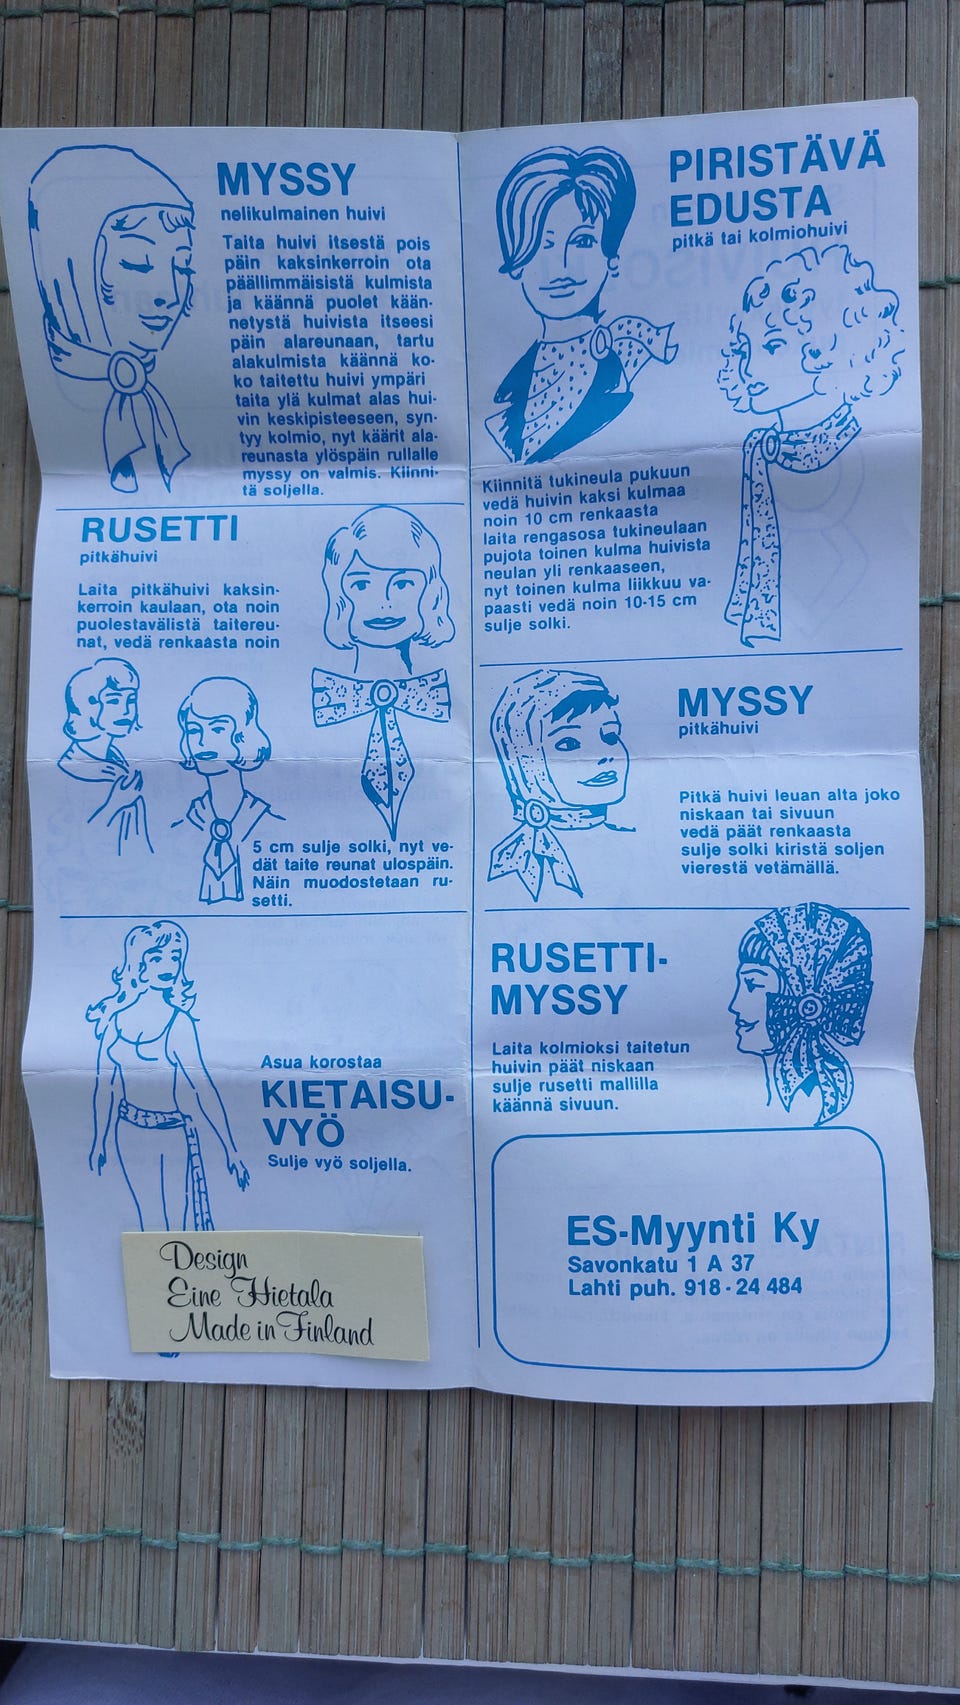 MYSSY
nelikulmainen huivi
Taita huivi itsestä pois
päin kaksinkerroin ota
päällimmäisistä kulmista
ja käännä puolet kään-
netystä huivista itseesi
päin alareunaan, tartu
alakulmista käännä ko-
ko taitettu huivi ympäri
taita ylä kulmat alas hui-
vin keskipisteeseen, syn-
tyy kolmio, nyt käärit ala-
reunasta ylöspäin rullalle
myssy on valmis. Kiinni-
tä soljella.
RUSETTI
pitkähuivi
Laita pitkähuivi kaksin-
kerroin kaulaan, ota noin
puolestavälistä taitereu-
nat, vedä renkaasta noin
5 cm sulje solki, nyt ve-
dät taite reunat ulospäin.
Näin muodostetaan ru-
setti.
Asua korostaa
KIETAISU-
VYÖ
Sulje vyö soljella.
Design
Eine Hietala
Made in Finland
PIRISTÄVÄ
EDUSTA
pitkä tai kolmiohuivi
Kiinnitä tukineula pukuun
vedä huivin kaksi kulmaa
noin 10 cm renkaasta
laita rengasosa tukineulaan
pujota toinen kulma huivista
neulan yli renkaaseen,
nyt toinen kulma liikkuu va-
paasti vedä noin 10-15 cm
sulje solki.
MYSSY
pitkähuivi
Pitkä huivi leuan alta joko
niskaan tai sivuun
vedä päät renkaasta
sulje solki kiristä soljen
vierestä vetämällä.
RUSETTI-
MYSSY
Laita kolmioksi taitetun
huivin päät niskaan
sulje rusetti mallilla
käännä sivuun.
ES-Myynti Ky
Savonkatu 1 A 37
Lahti puh. 918 - 24 484